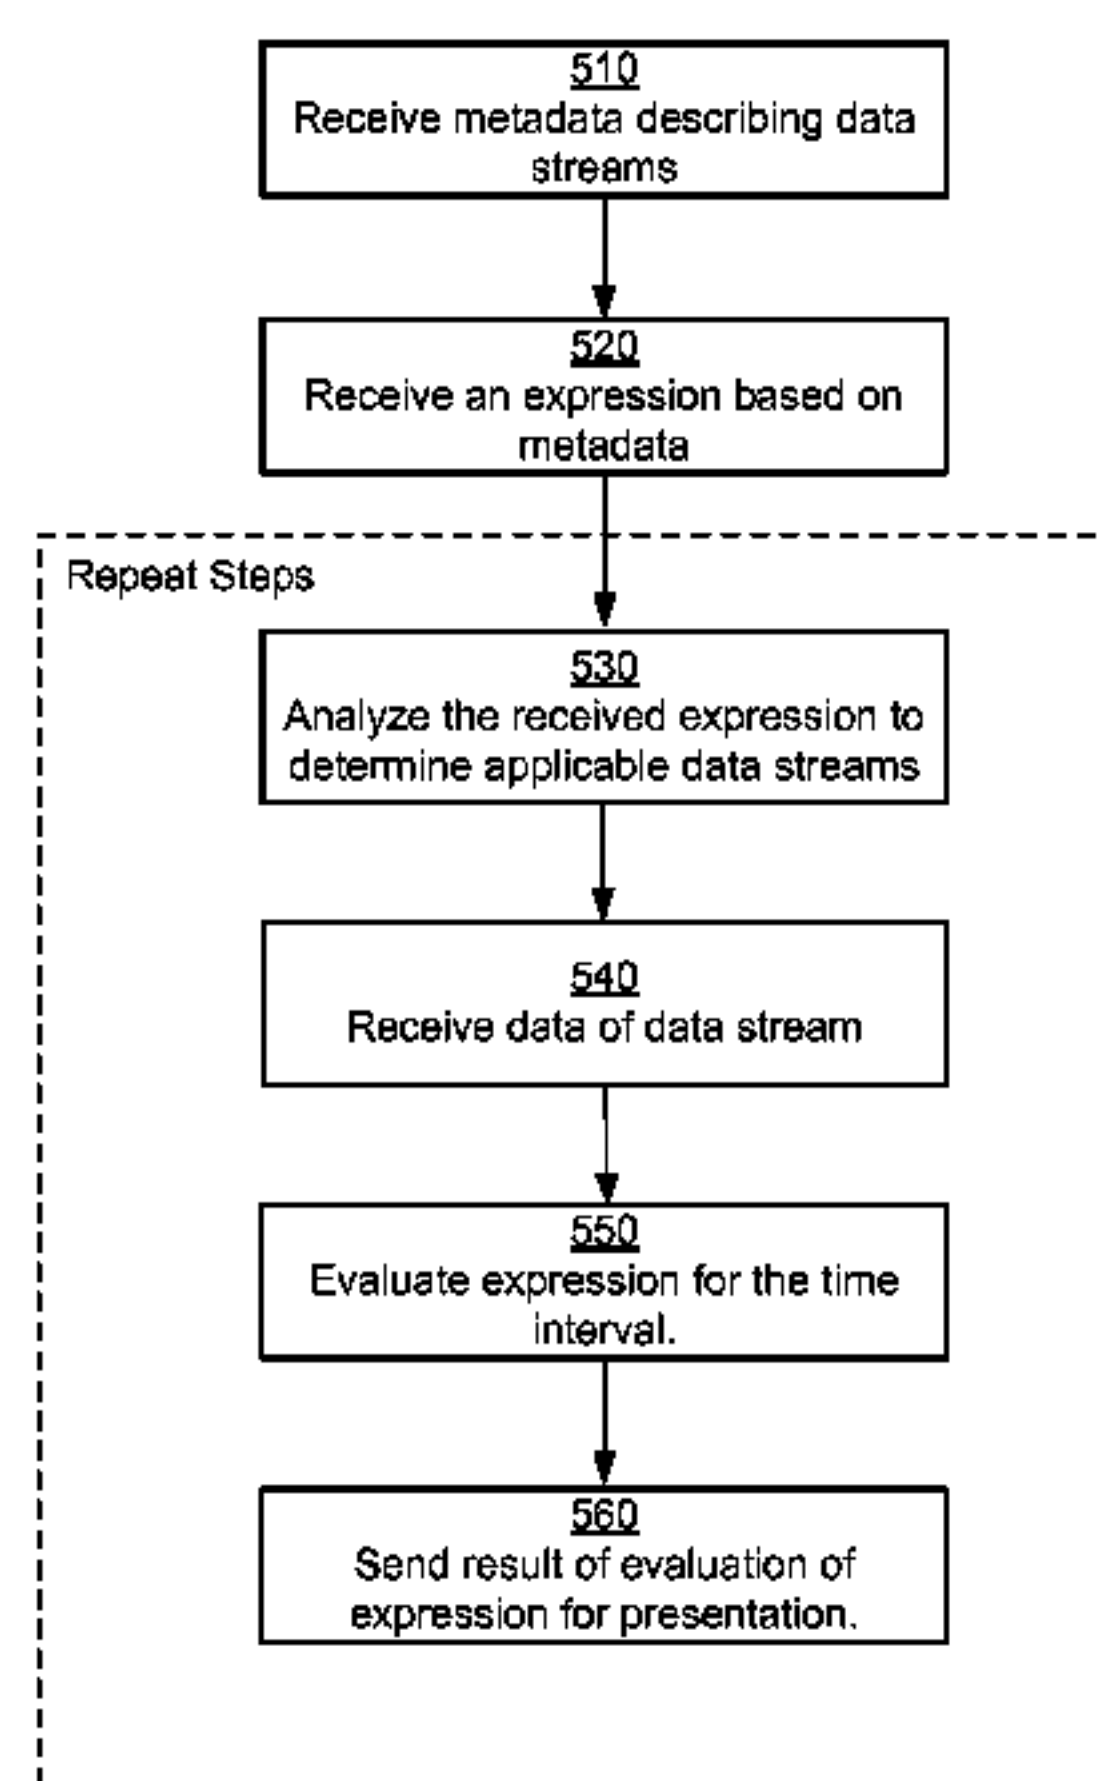 510
Receive metadata describing data
streams
520
Receive an expression based on
metadata
Repeat Steps
530
Analyze the received expression to
determine applicable data streams
540
Receive data of data stream
550
Evaluate expression for the time
interval.
560
Send result of evaluation of
expression for presentation.